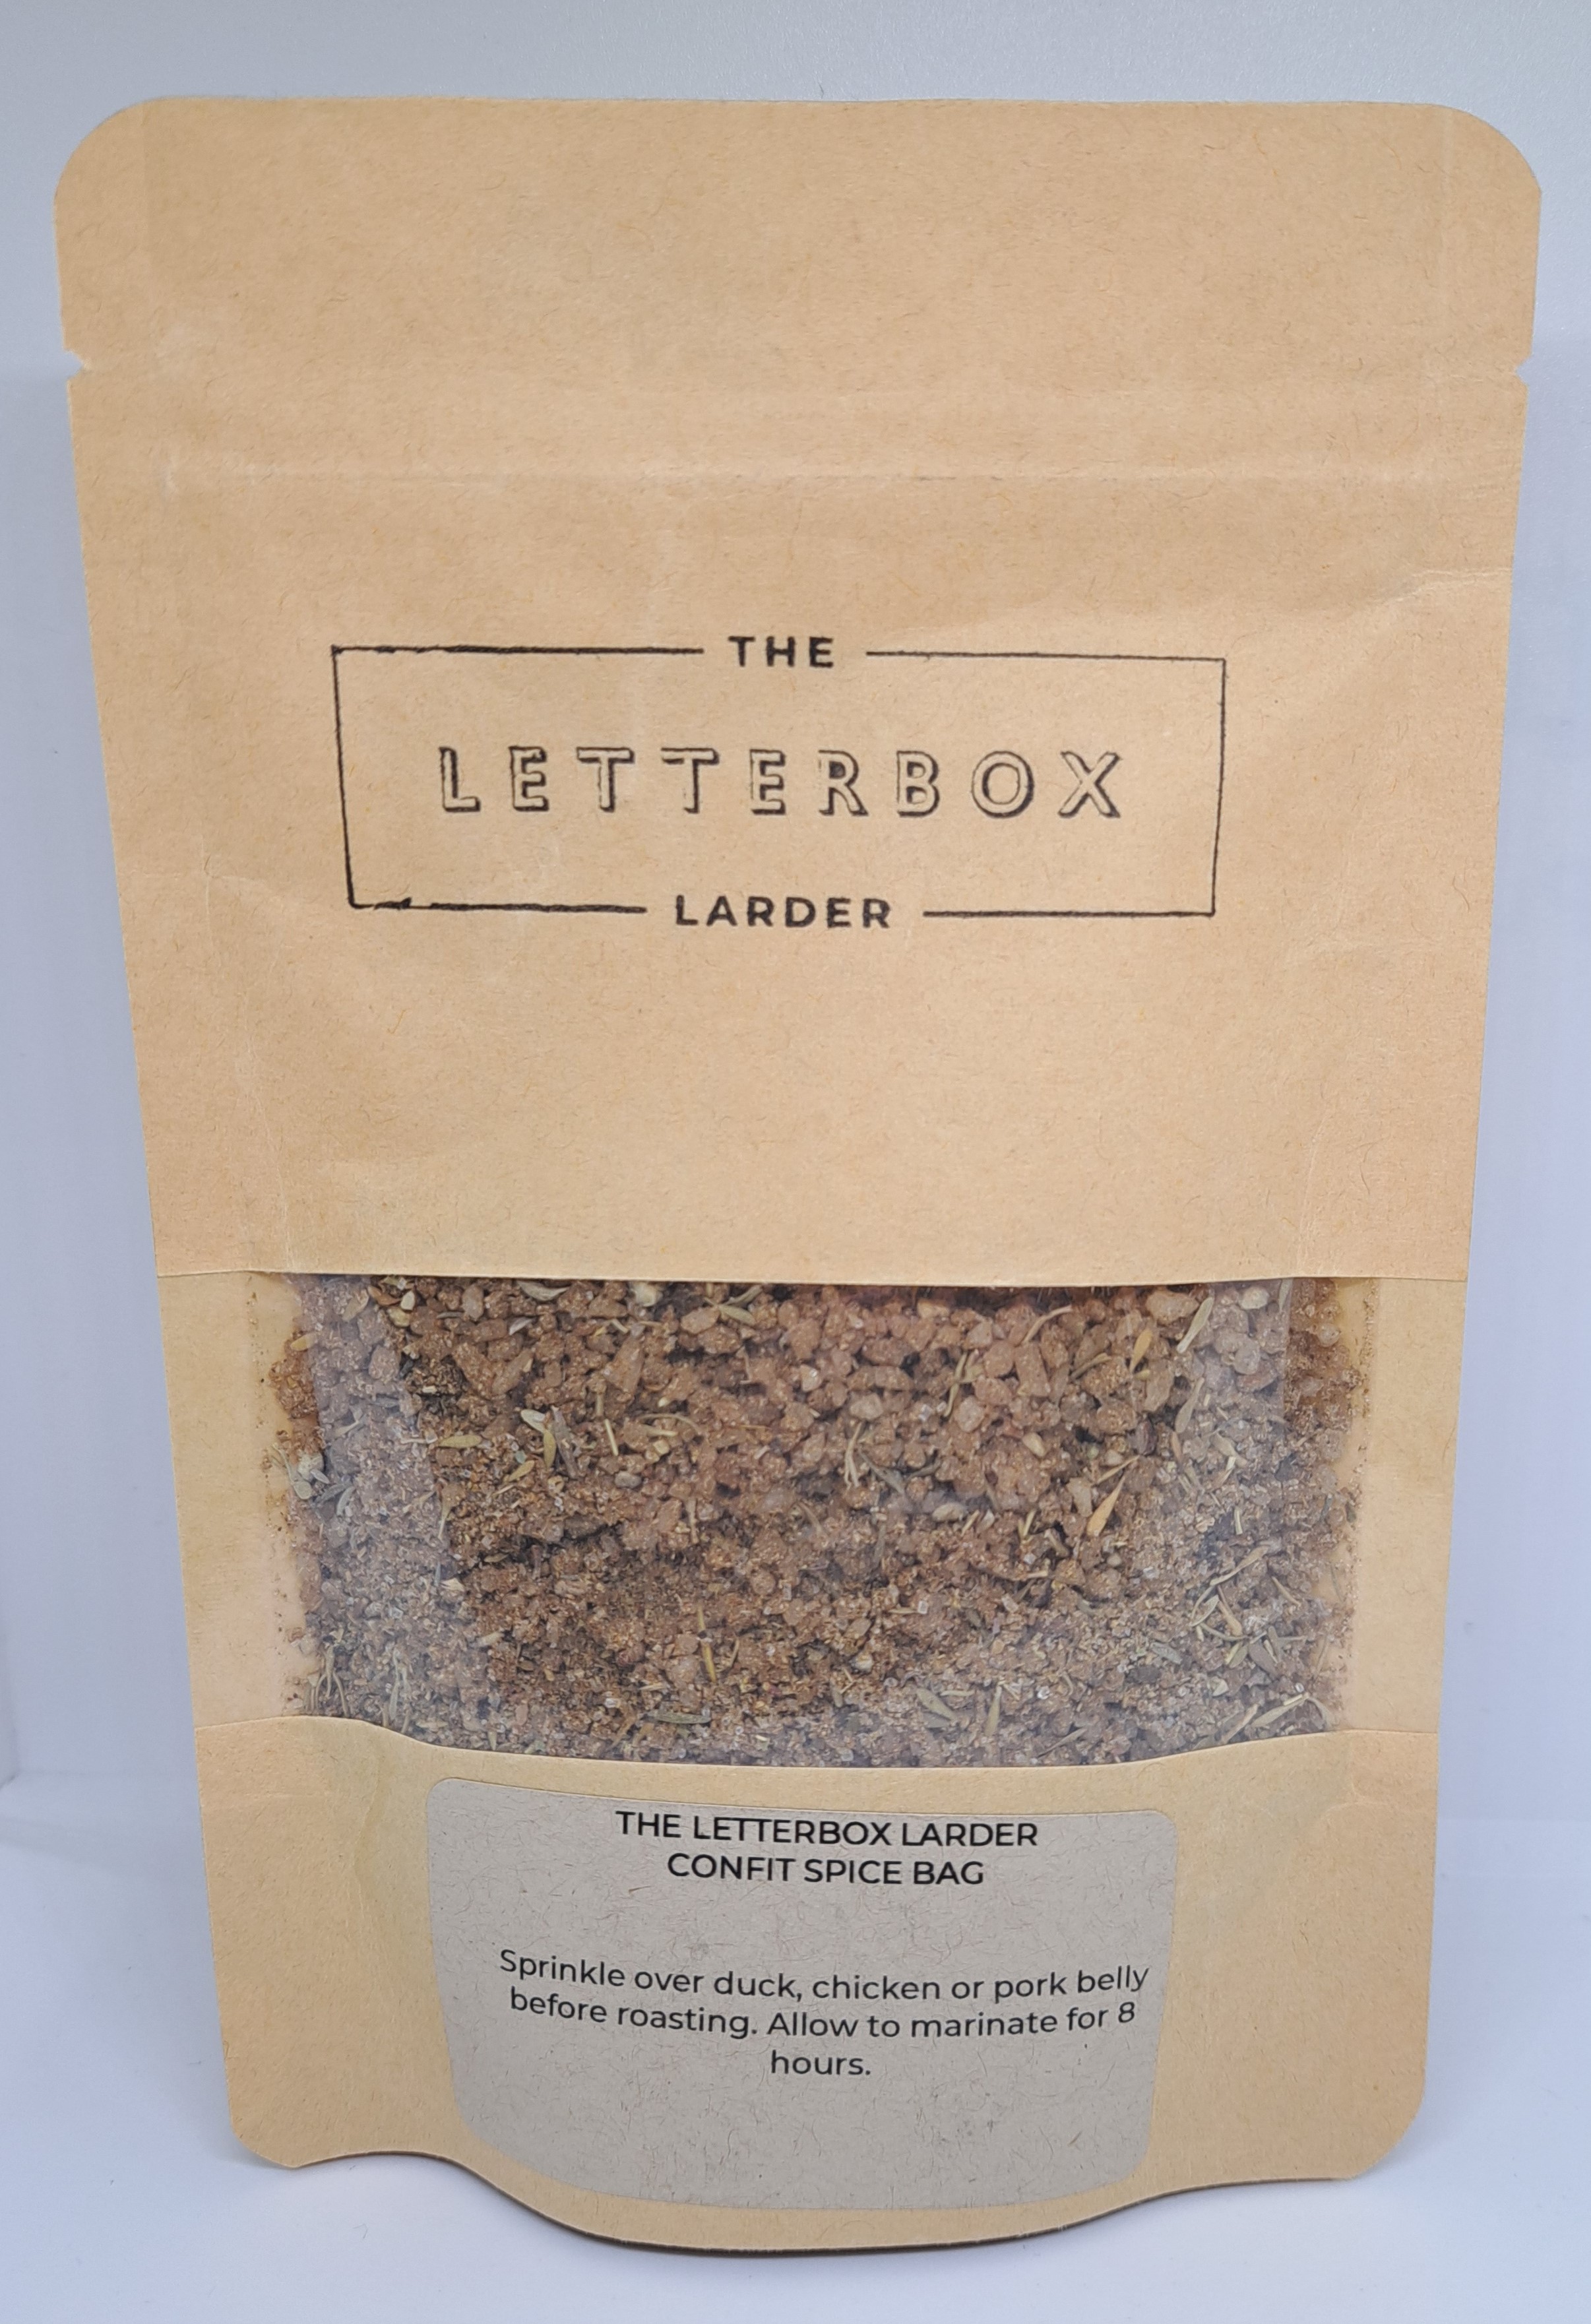 THE
LETTERBOX
LARDER
THE LETTERBOX LARDER
CONFIT SPICE BAG
Sprinkle over duck, chicken or pork belly
before roasting. Allow to marinate for 8
hours.